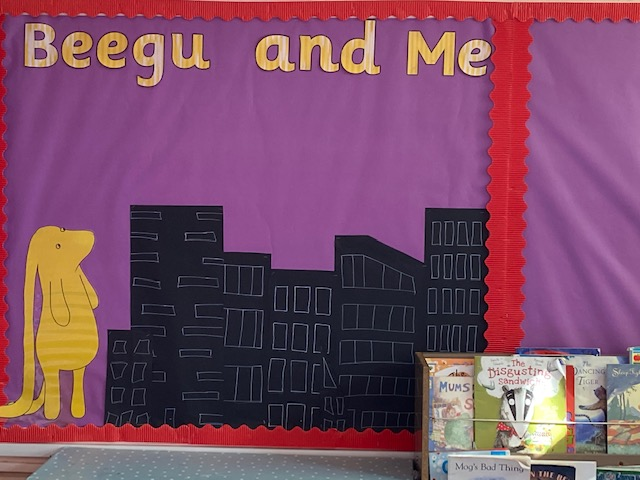 Beegu and Me
The
Disgusting
Sandwich
MUMS
DANCING
TIGER
Mog's Bad Thing